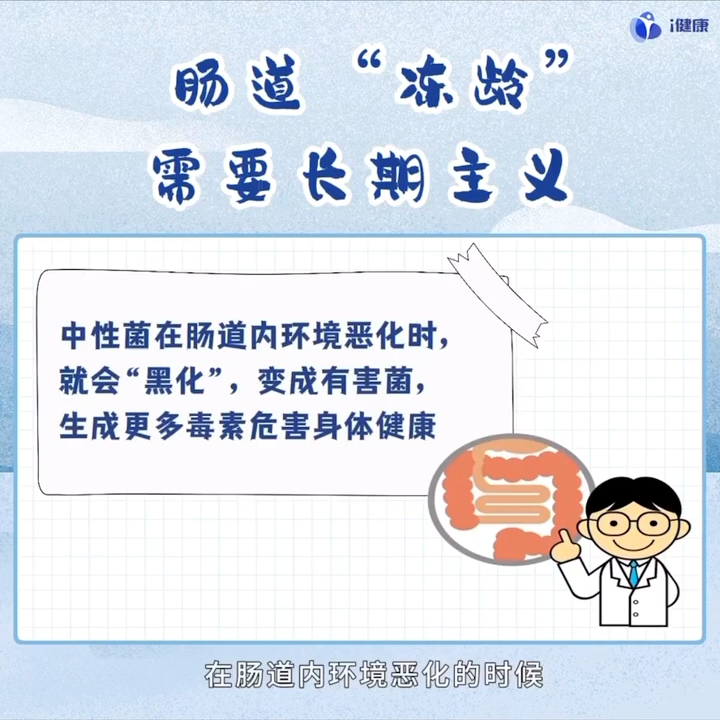 i健康
肠道“冻龄”
需要长期主义
中性菌在肠道内环境恶化时，
就会“黑化”，变成有害菌，
生成更多毒素危害身体健康
在肠道内环境恶化的时候